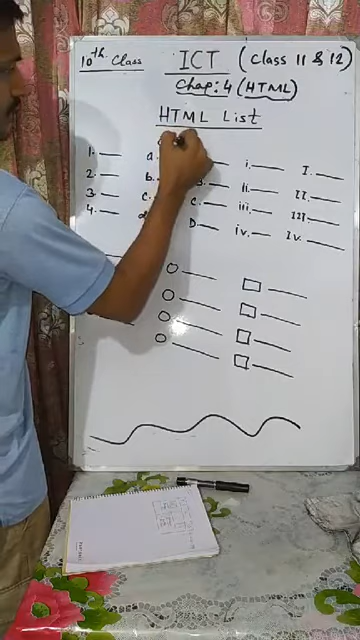 10th Class
ICT (Class 11 & 12)
Chap: 4 (HTML)
HTML List
1. a. i. I.
2. b. B. ii. II.
3. c. C. iii. III.
4. d. D. iv. IV.